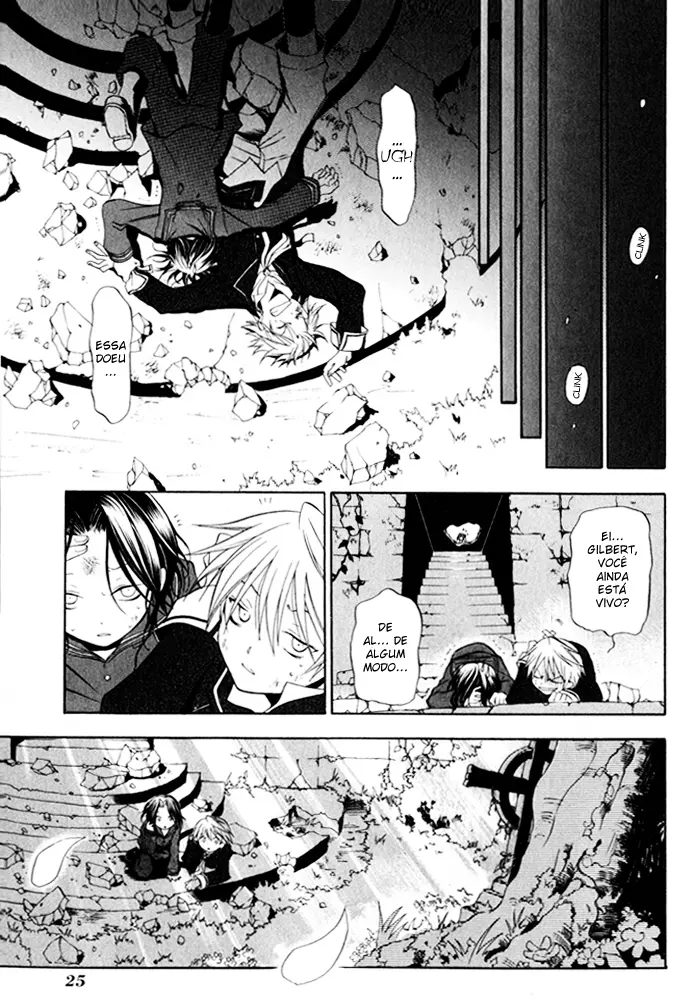 CLINK
CLINK
...
UGH
...
ESSA
DOEU
...
EI...
GILBERT,
VOCÊ
AINDA
ESTÁ
VIVO?
DE
AL... DE
ALGUM
MODO...
25